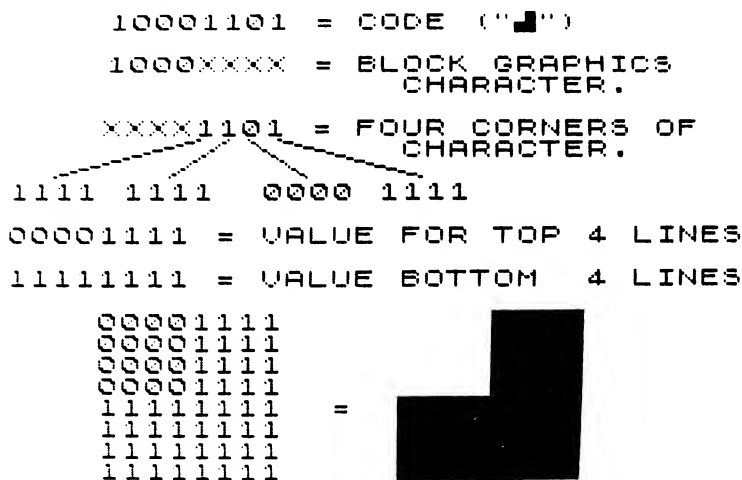 10001101 = CODE ("▟")
1000XXXX = BLOCK GRAPHICS
CHARACTER.
XXXX1101 = FOUR CORNERS OF
CHARACTER.
1111 1111 0000 1111
00001111 = VALUE FOR TOP 4 LINES
11111111 = VALUE BOTTOM 4 LINES
00001111
00001111
00001111
00001111
11111111 =
11111111
11111111
11111111